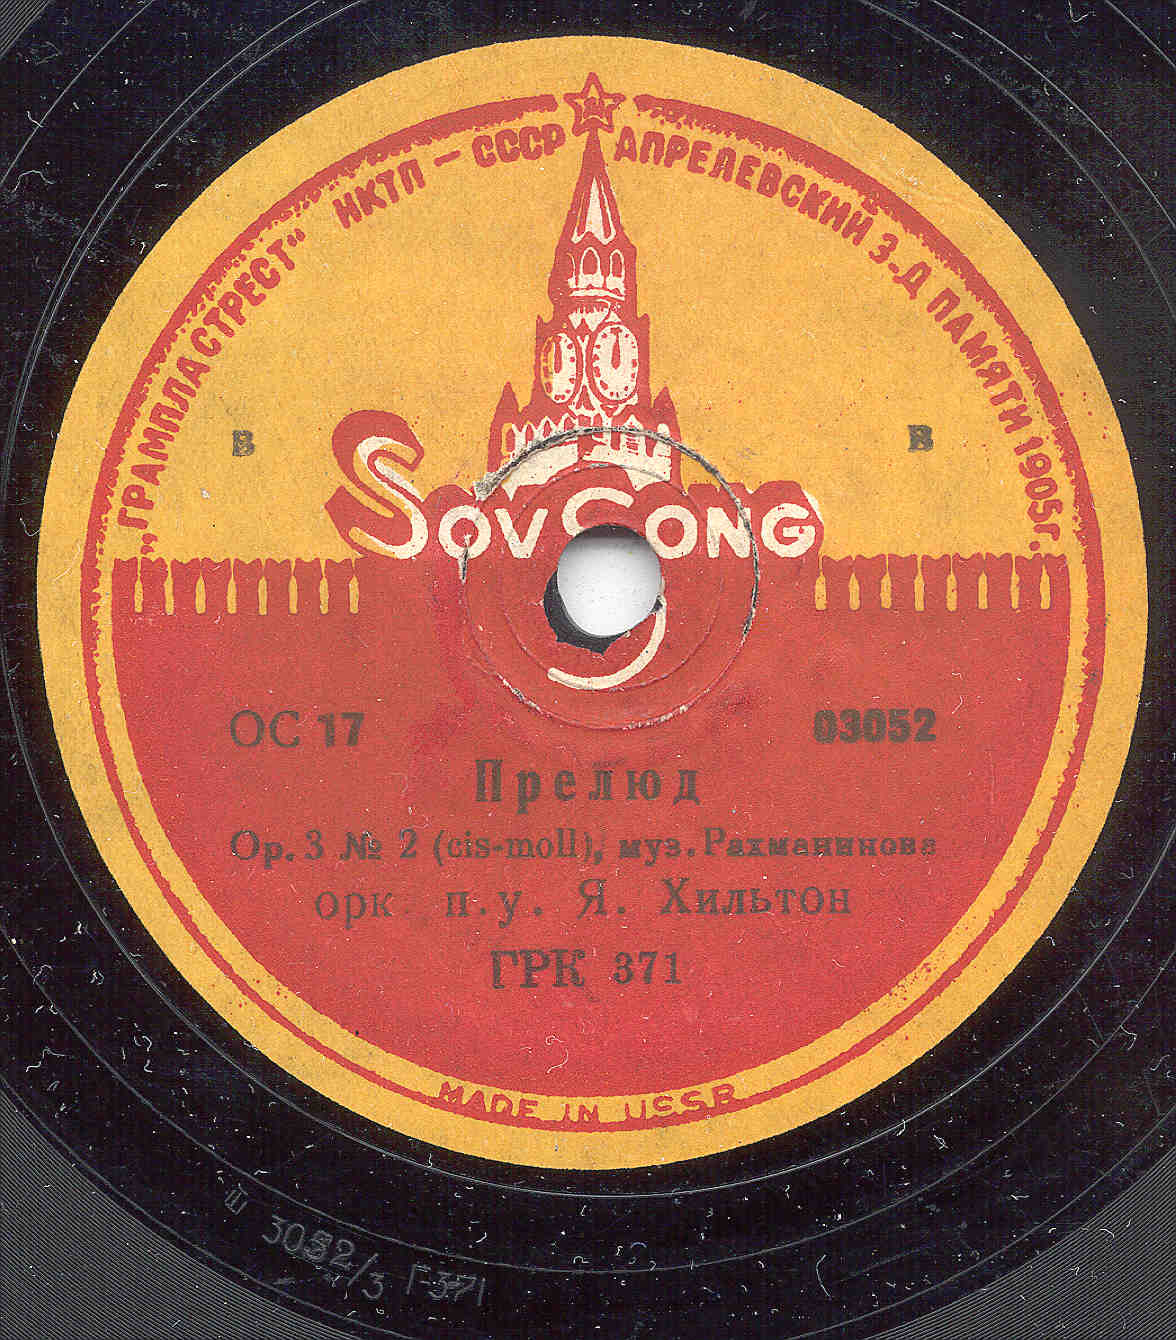 „ГРАМПЛАСТРЕСТ“ НКТП – СССР АПРЕЛЕВСКИЙ З-Д ПАМЯТИ 1905г.
В В
SOVSONG
ОС 17 03052
Прелюд
Ор. 3 № 2 (cis-moll), муз. Рахманинова
орк. п. у. Я. Хильтон
ГРК 371
MADE IN USSR
Ш 3052/3 Г-371